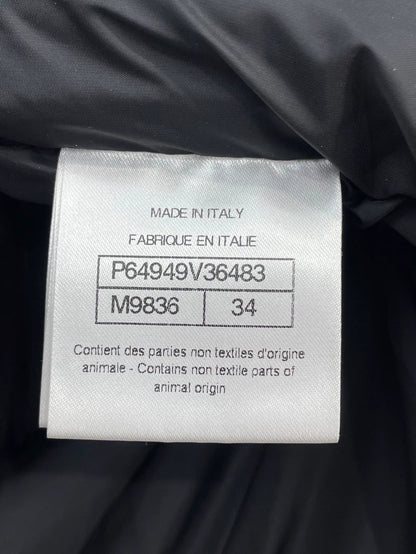 MADE IN ITALY
FABRIQUE EN ITALIE
P64949V36483
M9836 34
Contient des parties non textiles d'origine
animale - Contains non textile parts of
animal origin